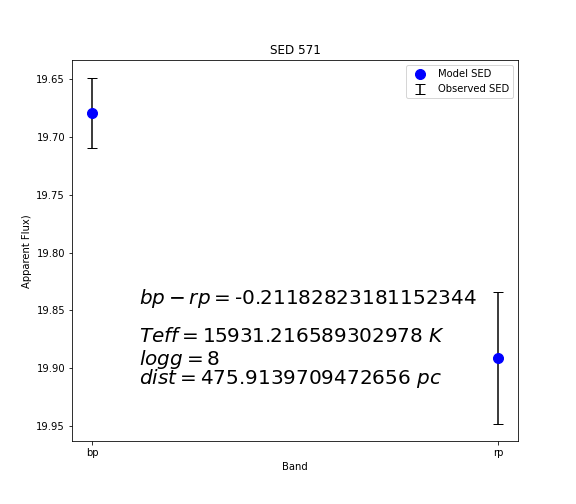 SED 571
Model SED
Observed SED
19.65
19.70
19.75
19.80
19.85
19.90
19.95
Apparent Flux)
bp − rp = -0.21182823181152344
Teff = 15931.216589302978 K
logg = 8
dist = 475.9139709472656 pc
bp
rp
Band